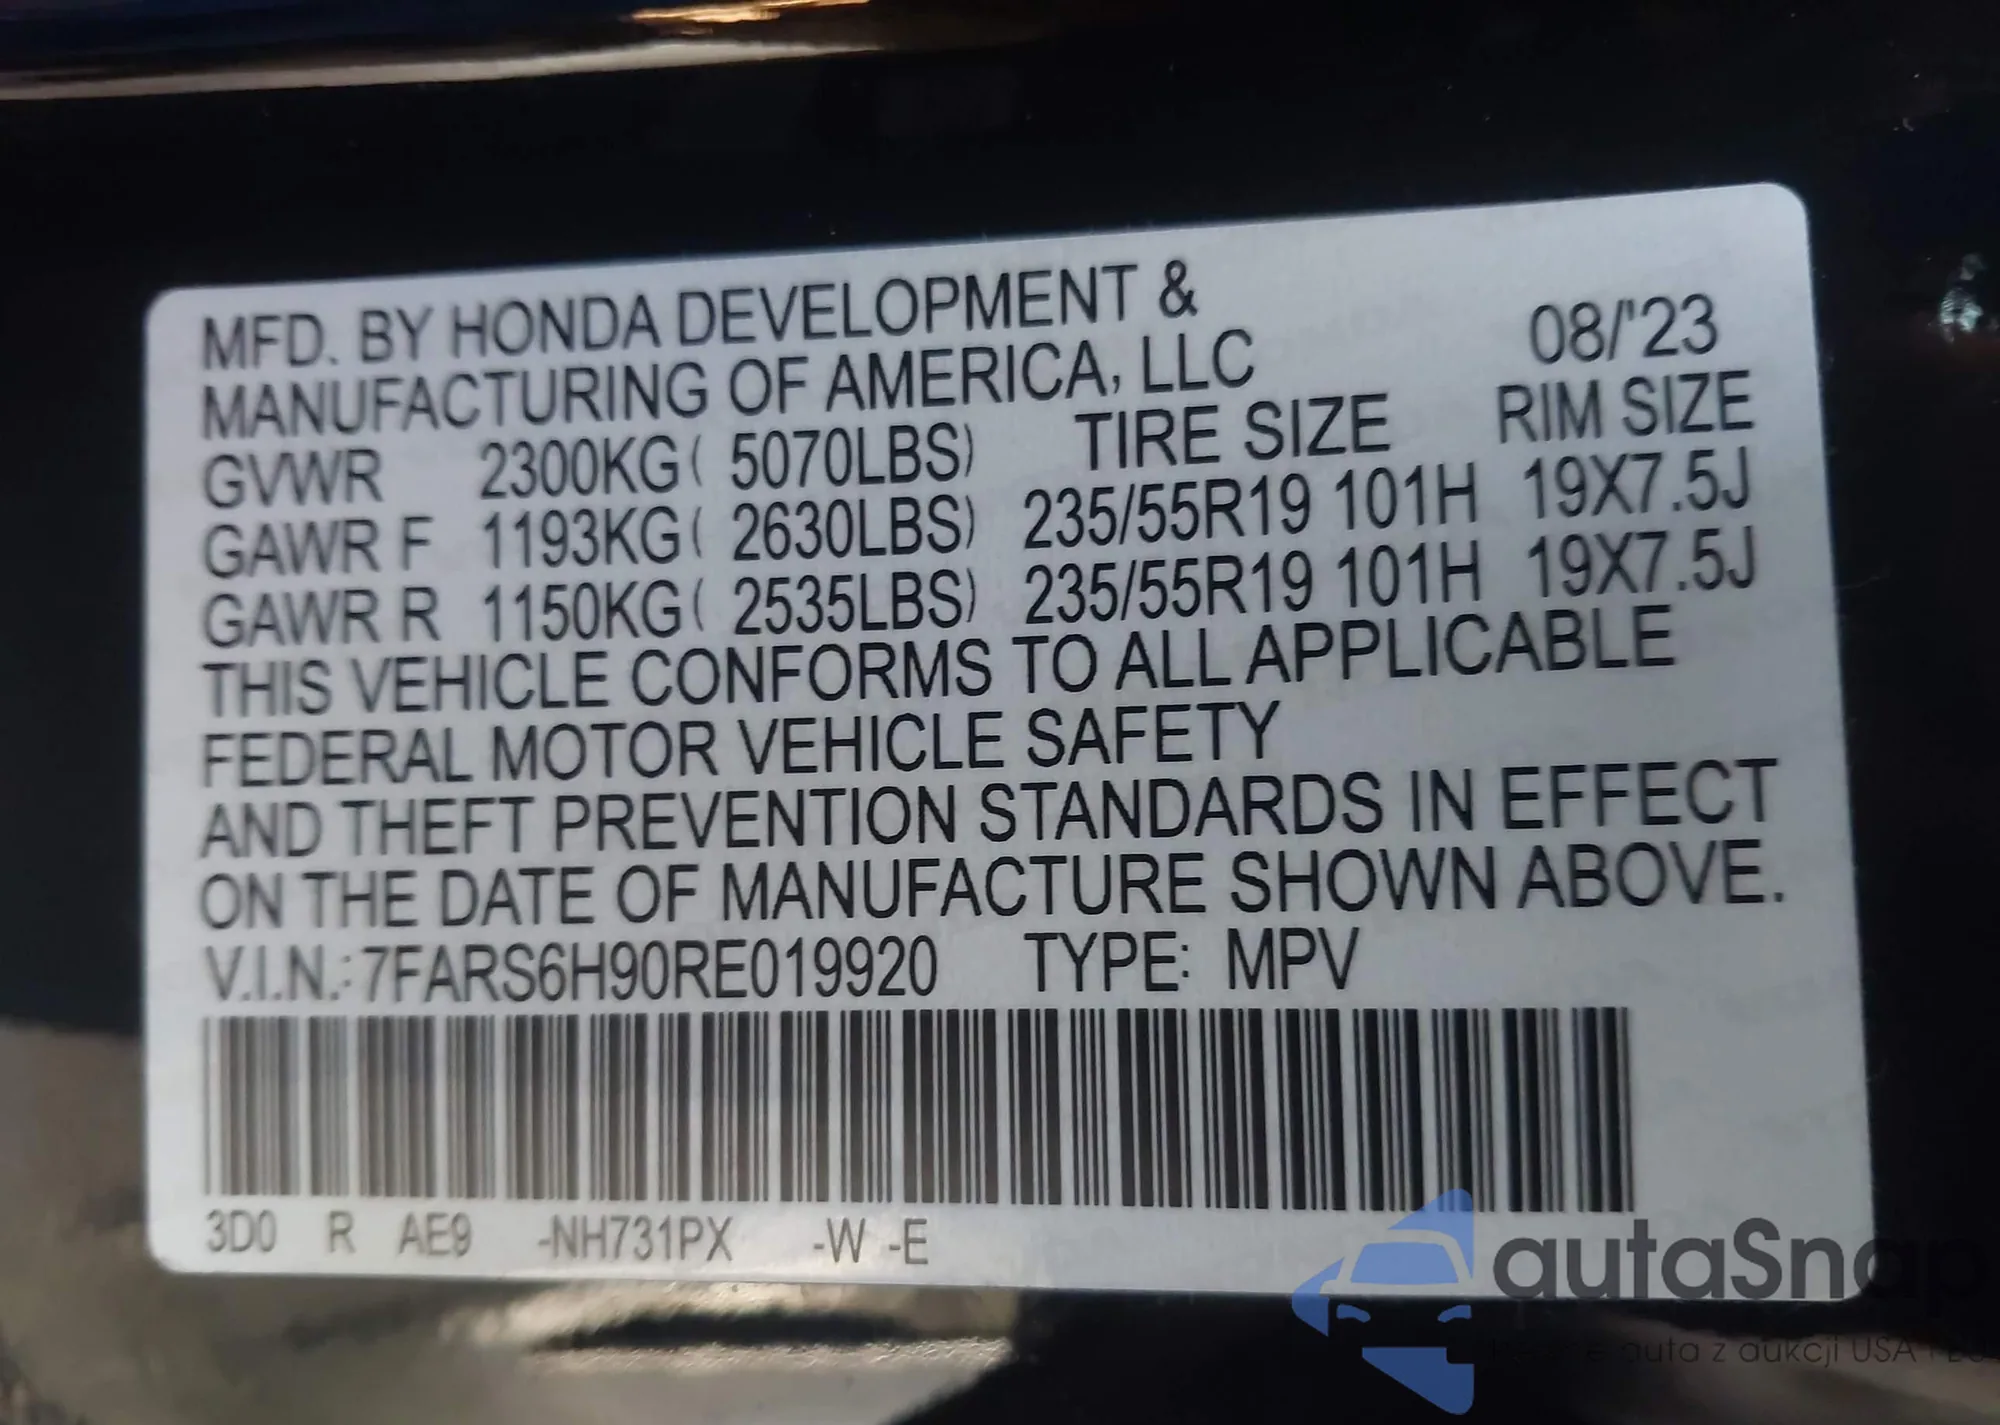 MFD. BY HONDA DEVELOPMENT &
MANUFACTURING OF AMERICA, LLC 08/'23
GVWR 2300KG( 5070LBS) TIRE SIZE RIM SIZE
GAWR F 1193KG( 2630LBS) 235/55R19 101H 19X7.5J
GAWR R 1150KG( 2535LBS) 235/55R19 101H 19X7.5J
THIS VEHICLE CONFORMS TO ALL APPLICABLE
FEDERAL MOTOR VEHICLE SAFETY
AND THEFT PREVENTION STANDARDS IN EFFECT
ON THE DATE OF MANUFACTURE SHOWN ABOVE.
V.I.N.: 7FARS6H90RE019920 TYPE: MPV
3D0 R AE9 -NH731PX -W -E
autaSnap
auta z aukcji USA